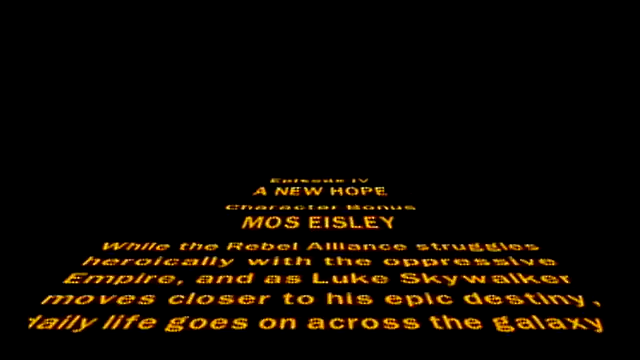 Episode IV
A NEW HOPE
Character Bonus
MOS EISLEY
While the Rebel Alliance struggles
heroically with the oppressive
Empire, and as Luke Skywalker
moves closer to his epic destiny,
daily life goes on across the galaxy